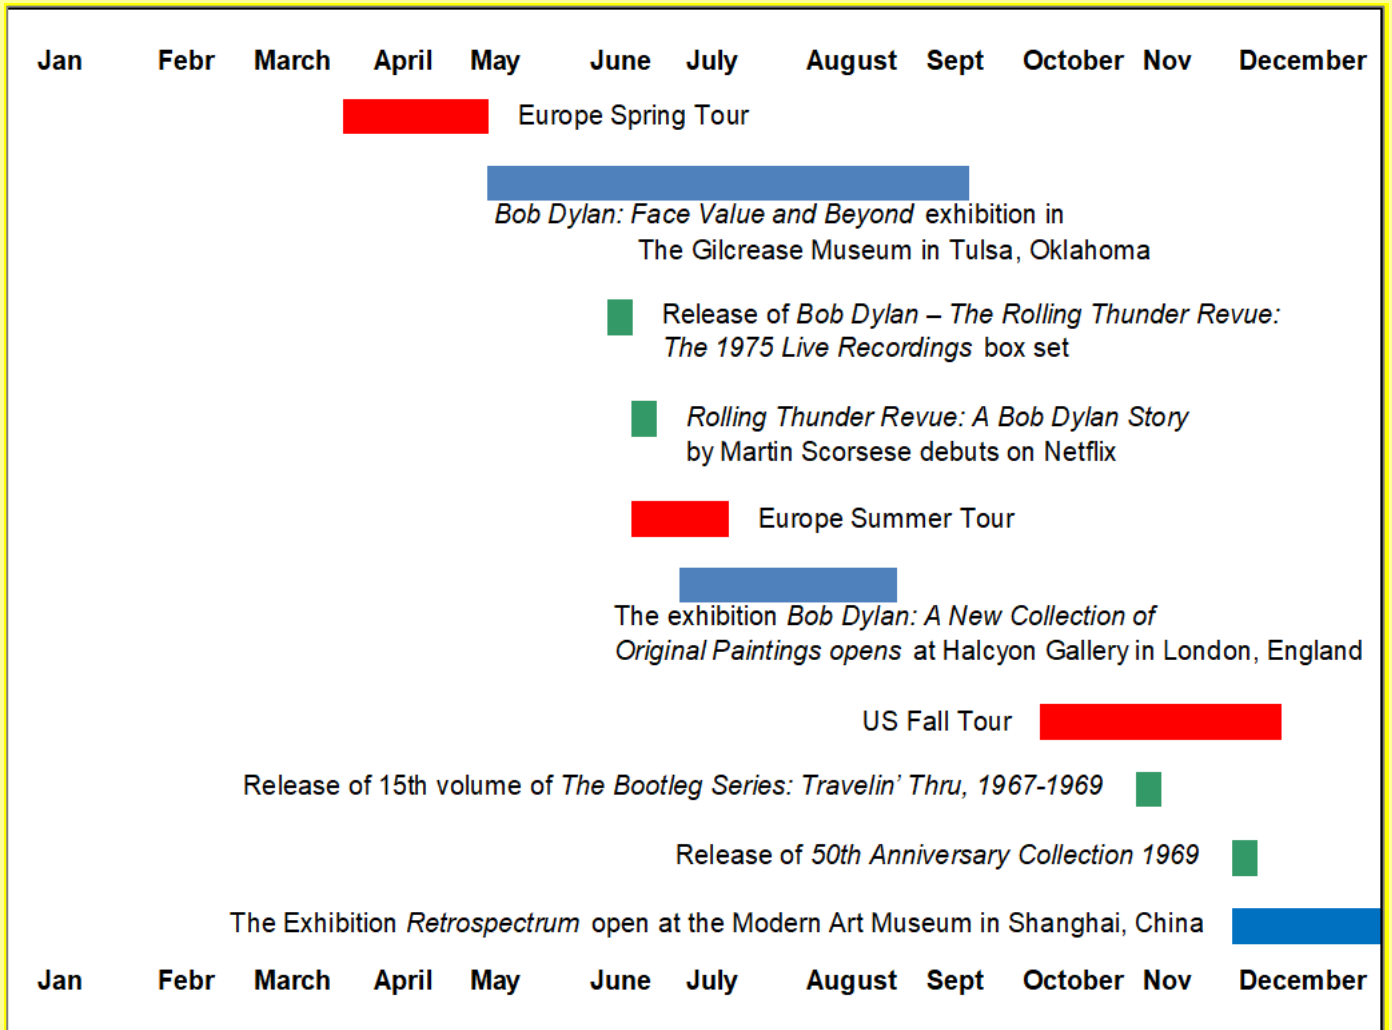 Jan Febr March April May June July August Sept October Nov December
Europe Spring Tour
Bob Dylan: Face Value and Beyond exhibition in
The Gilcrease Museum in Tulsa, Oklahoma
Release of Bob Dylan – The Rolling Thunder Revue:
The 1975 Live Recordings box set
Rolling Thunder Revue: A Bob Dylan Story
by Martin Scorsese debuts on Netflix
Europe Summer Tour
The exhibition Bob Dylan: A New Collection of
Original Paintings opens at Halcyon Gallery in London, England
US Fall Tour
Release of 15th volume of The Bootleg Series: Travelin’ Thru, 1967-1969
Release of 50th Anniversary Collection 1969
The Exhibition Retrospectrum open at the Modern Art Museum in Shanghai, China
Jan Febr March April May June July August Sept October Nov December